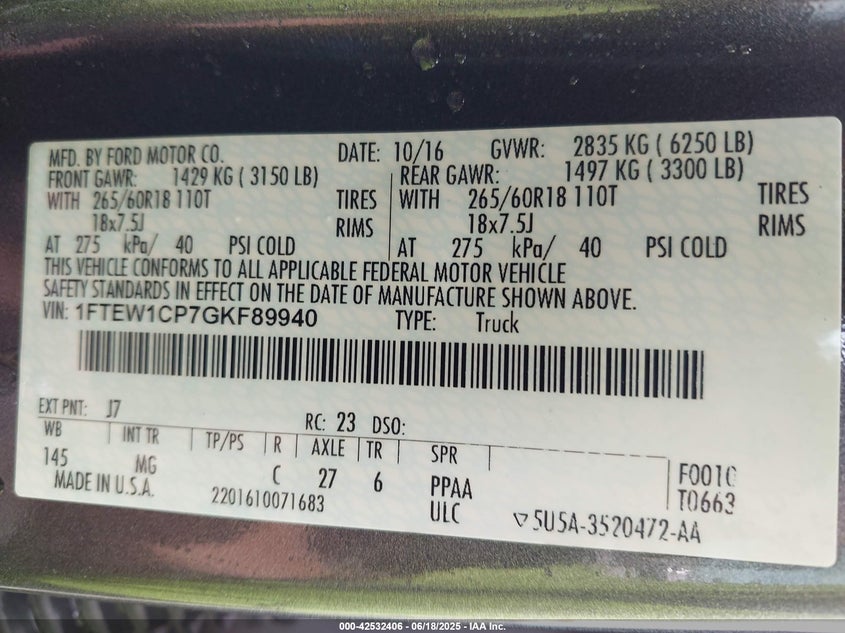 MFD. BY FORD MOTOR CO. DATE: 10/16 GVWR: 2835 KG ( 6250 LB)
FRONT GAWR: 1429 KG ( 3150 LB) REAR GAWR: 1497 KG ( 3300 LB)
WITH 265/60R18 110T TIRES WITH 265/60R18 110T TIRES
18x7.5J RIMS 18x7.5J RIMS
AT 275 kPa/ 40 PSI COLD AT 275 kPa/ 40 PSI COLD
THIS VEHICLE CONFORMS TO ALL APPLICABLE FEDERAL MOTOR VEHICLE
SAFETY STANDARDS IN EFFECT ON THE DATE OF MANUFACTURE SHOWN ABOVE.
VIN: 1FTEW1CP7GKF89940 TYPE: Truck
EXT PNT: J7 RC: 23 DSO:
WB INT TR TP/PS R AXLE TR SPR
145 MG C 27 6 PPAA F001C
MADE IN U.S.A. 2201610071683 ULC T0663
5U5A-3520472-AA
000-42532406 - 06/18/2025 - IAA Inc.